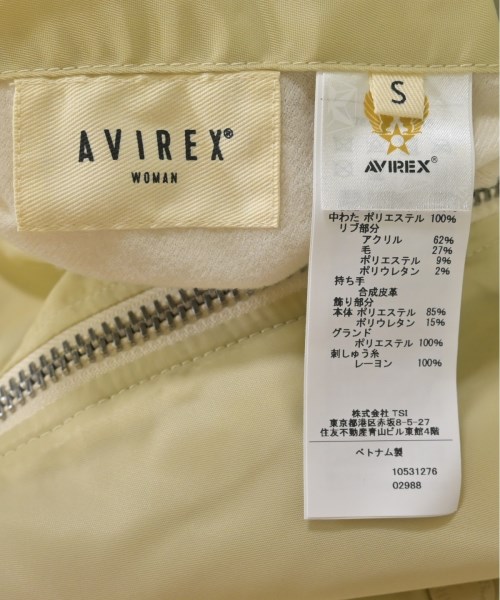 AVIREX®
WOMAN
S
AVIREX®
中わた ポリエステル 100%
リブ部分
アクリル 62%
毛 27%
ポリエステル 9%
ポリウレタン 2%
持ち手
合成皮革
飾り部分
本体 ポリエステル 85%
ポリウレタン 15%
グランド
ポリエステル 100%
刺しゅう糸
レーヨン 100%
株式会社 TSI
東京都港区赤坂8-5-27
住友不動産青山ビル東館4階
ベトナム製
10531276
02988